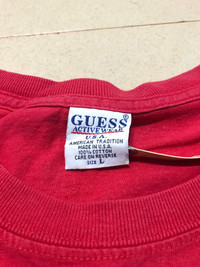 GUESS®
ACTIVEWEAR
U.S.A.
AMERICAN TRADITION
MADE IN U.S.A.
100% COTTON
CARE ON REVERSE
SIZE L